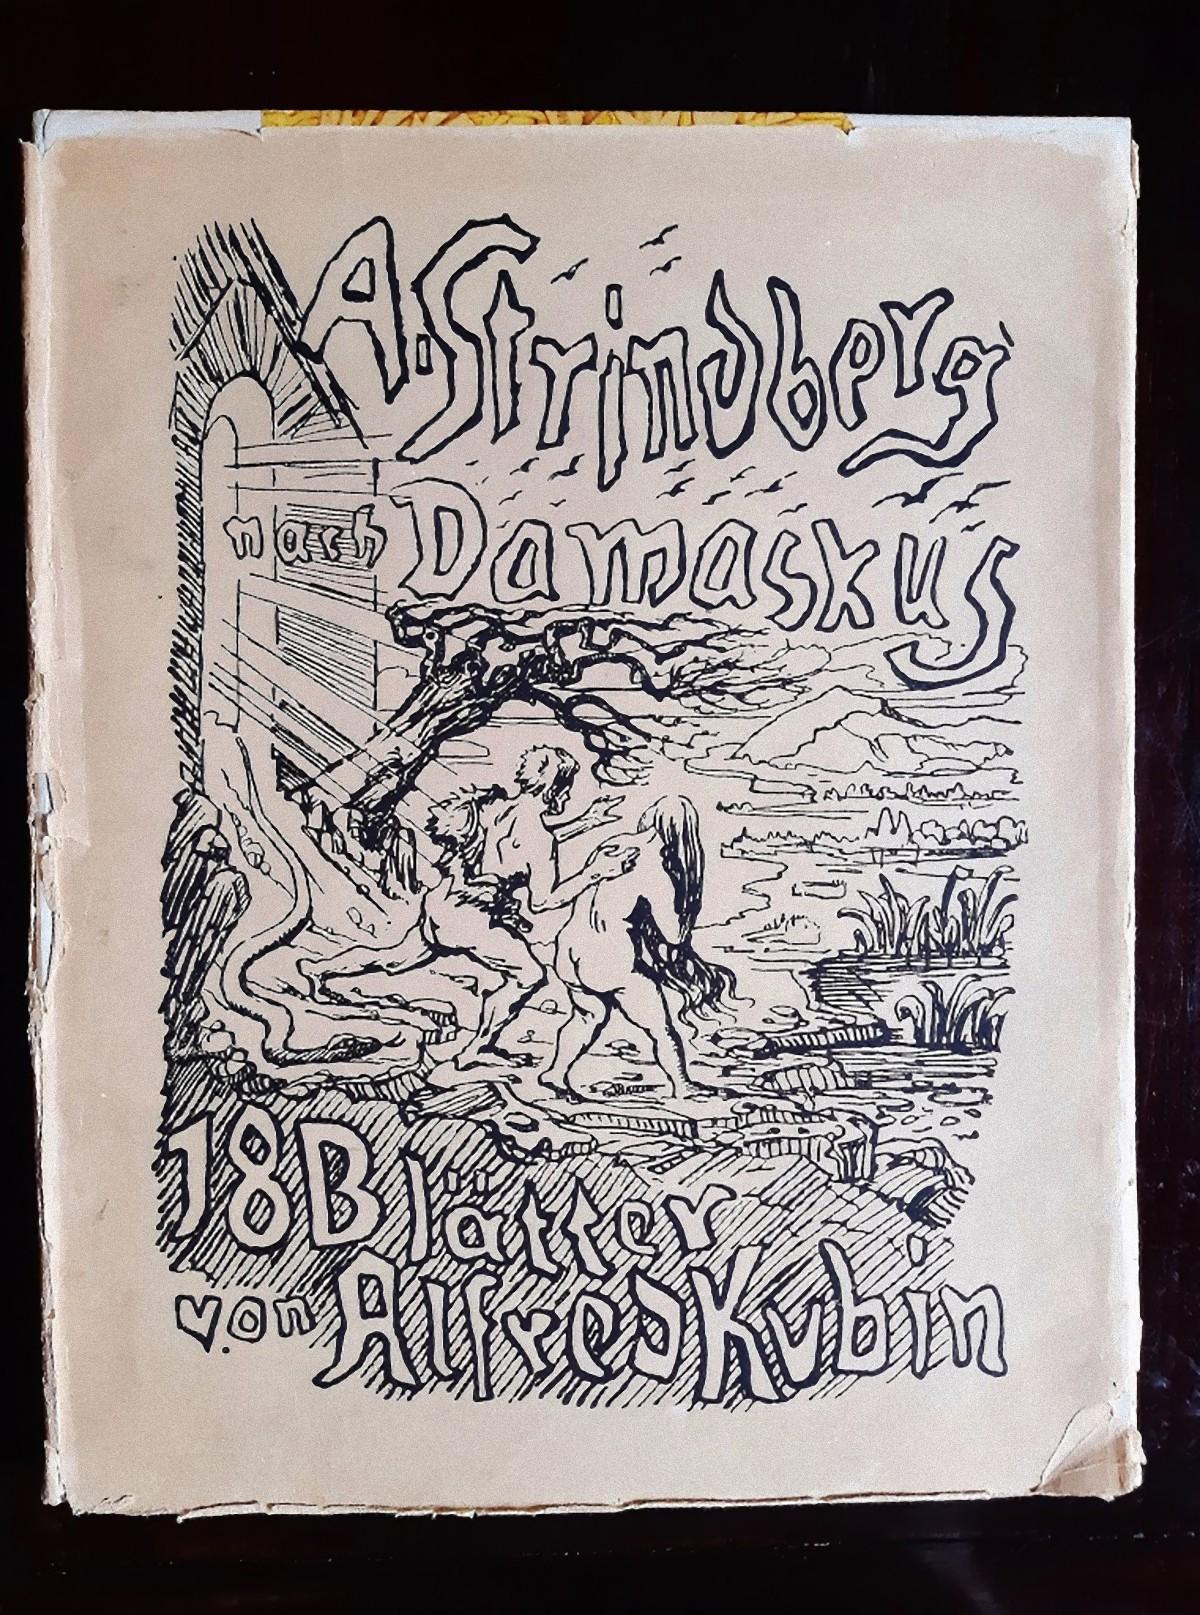 A. Strindberg
nach Damaskus
18 Blätter
von Alfred Kubin